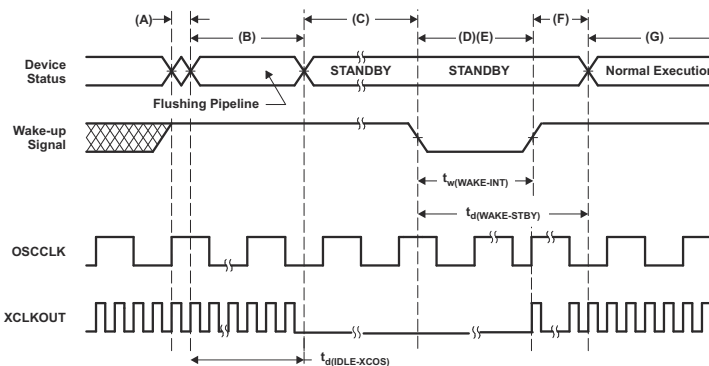 (A)
(B)
(C)
(D)(E)
(F)
(G)
Device
Status
STANDBY
STANDBY
Normal Execution
Flushing Pipeline
Wake-up
Signal
tw(WAKE-INT)
td(WAKE-STBY)
OSCCLK
XCLKOUT
td(IDLE-XCOS)